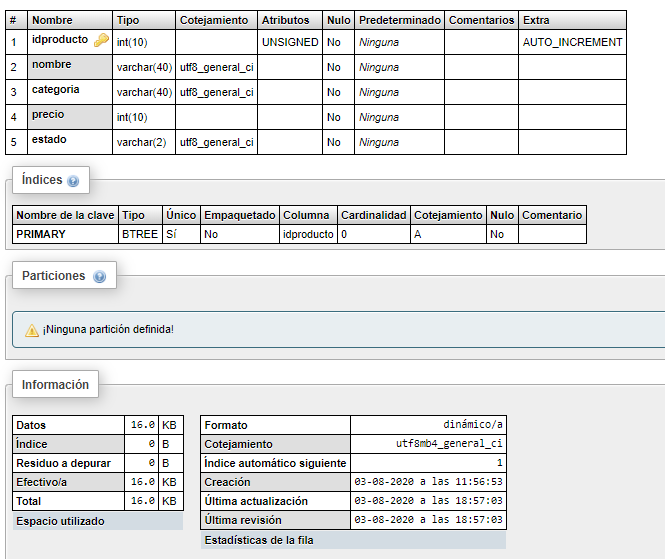 # Nombre Tipo Cotejamiento Atributos Nulo Predeterminado Comentarios Extra
1 idproducto int(10) UNSIGNED No Ninguna AUTO_INCREMENT
2 nombre varchar(40) utf8_general_ci No Ninguna
3 categoria varchar(40) utf8_general_ci No Ninguna
4 precio int(10) No Ninguna
5 estado varchar(2) utf8_general_ci No Ninguna
Índices
Nombre de la clave Tipo Único Empaquetado Columna Cardinalidad Cotejamiento Nulo Comentario
PRIMARY BTREE Sí No idproducto 0 A No
Particiones
¡Ninguna partición definida!
Información
Datos 16.0 KB
Índice 0 B
Residuo a depurar 0 B
Efectivo/a 16.0 KB
Total 16.0 KB
Espacio utilizado
Formato dinámico/a
Cotejamiento utf8mb4_general_ci
Índice automático siguiente 1
Creación 03-08-2020 a las 11:56:53
Última actualización 03-08-2020 a las 18:57:03
Última revisión 03-08-2020 a las 18:57:03
Estadísticas de la fila